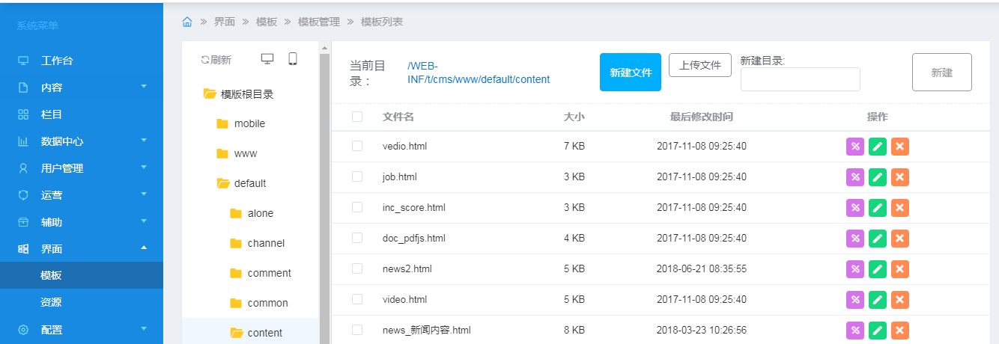 系统菜单
工作台
内容
栏目
数据中心
用户管理
运营
辅助
界面
模板
资源
配置
界面 » 模板 » 模板管理 » 模板列表
刷新
模版根目录
mobile
www
default
alone
channel
comment
common
content
当前目
录：
/WEB-
INF/t/cms/www/default/content
新建文件
上传文件
新建目录:
新建
文件名 大小 最后修改时间 操作
vedio.html 7 KB 2017-11-08 09:25:40
job.html 3 KB 2017-11-08 09:25:40
inc_score.html 3 KB 2017-11-08 09:25:40
doc_pdfjs.html 4 KB 2017-11-08 09:25:40
news2.html 5 KB 2018-06-21 08:35:55
video.html 5 KB 2017-11-08 09:25:40
news_新闻内容.html 8 KB 2018-03-23 10:26:56